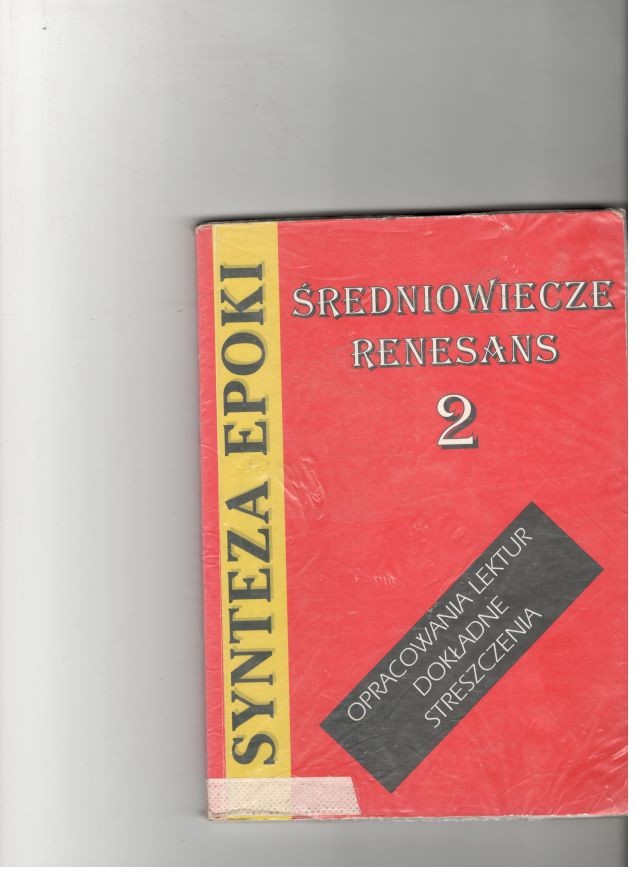 SYNTEZA EPOKI
ŚREDNIOWIECZE
RENESANS
2
OPRACOWANIA LEKTUR
DOKŁADNE
STRESZCZENIA